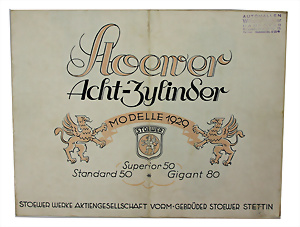 Stoewer
Acht-Zylinder
MODELLE 1929
STOEWER
Superior 50
Standard 50 * Gigant 80
STOEWER WERKE AKTIENGESELLSCHAFT VORM·GEBRÜDER STOEWER STETTIN